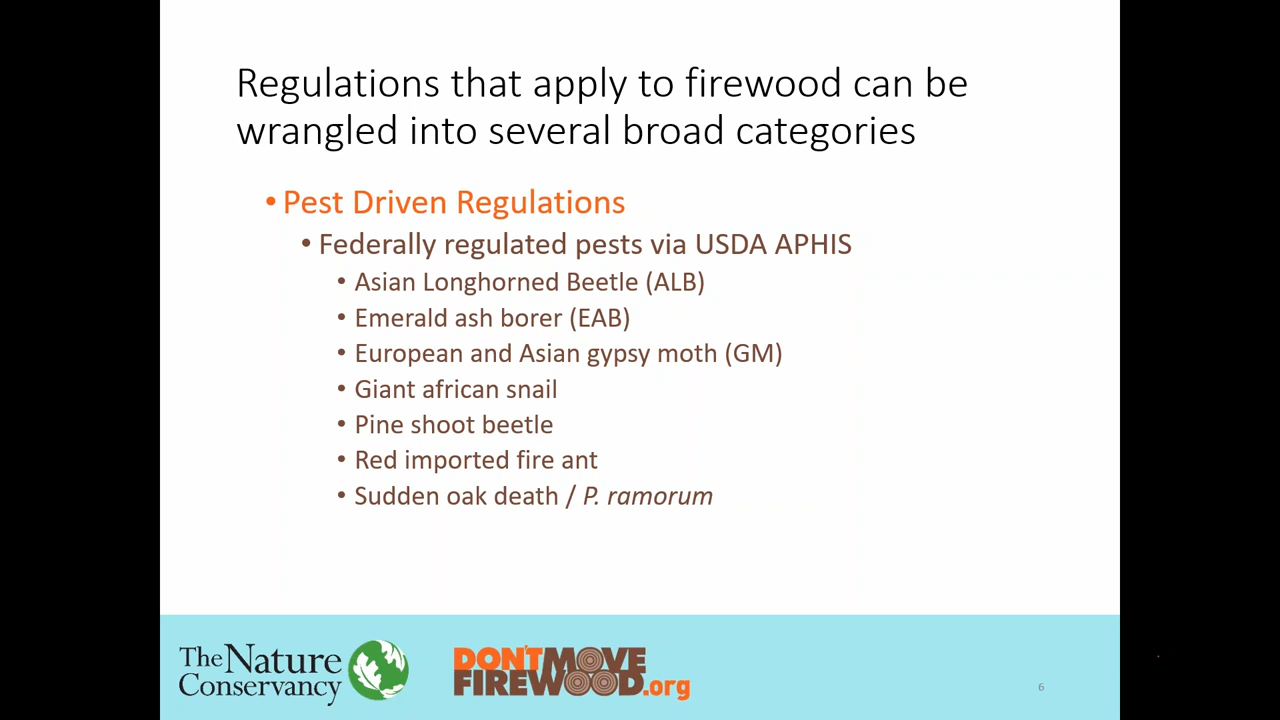 Regulations that apply to firewood can be
wrangled into several broad categories
• Pest Driven Regulations
• Federally regulated pests via USDA APHIS
• Asian Longhorned Beetle (ALB)
• Emerald ash borer (EAB)
• European and Asian gypsy moth (GM)
• Giant african snail
• Pine shoot beetle
• Red imported fire ant
• Sudden oak death / P. ramorum
The Nature
Conservancy
DON'T MOVE
FIREWOOD.org
6